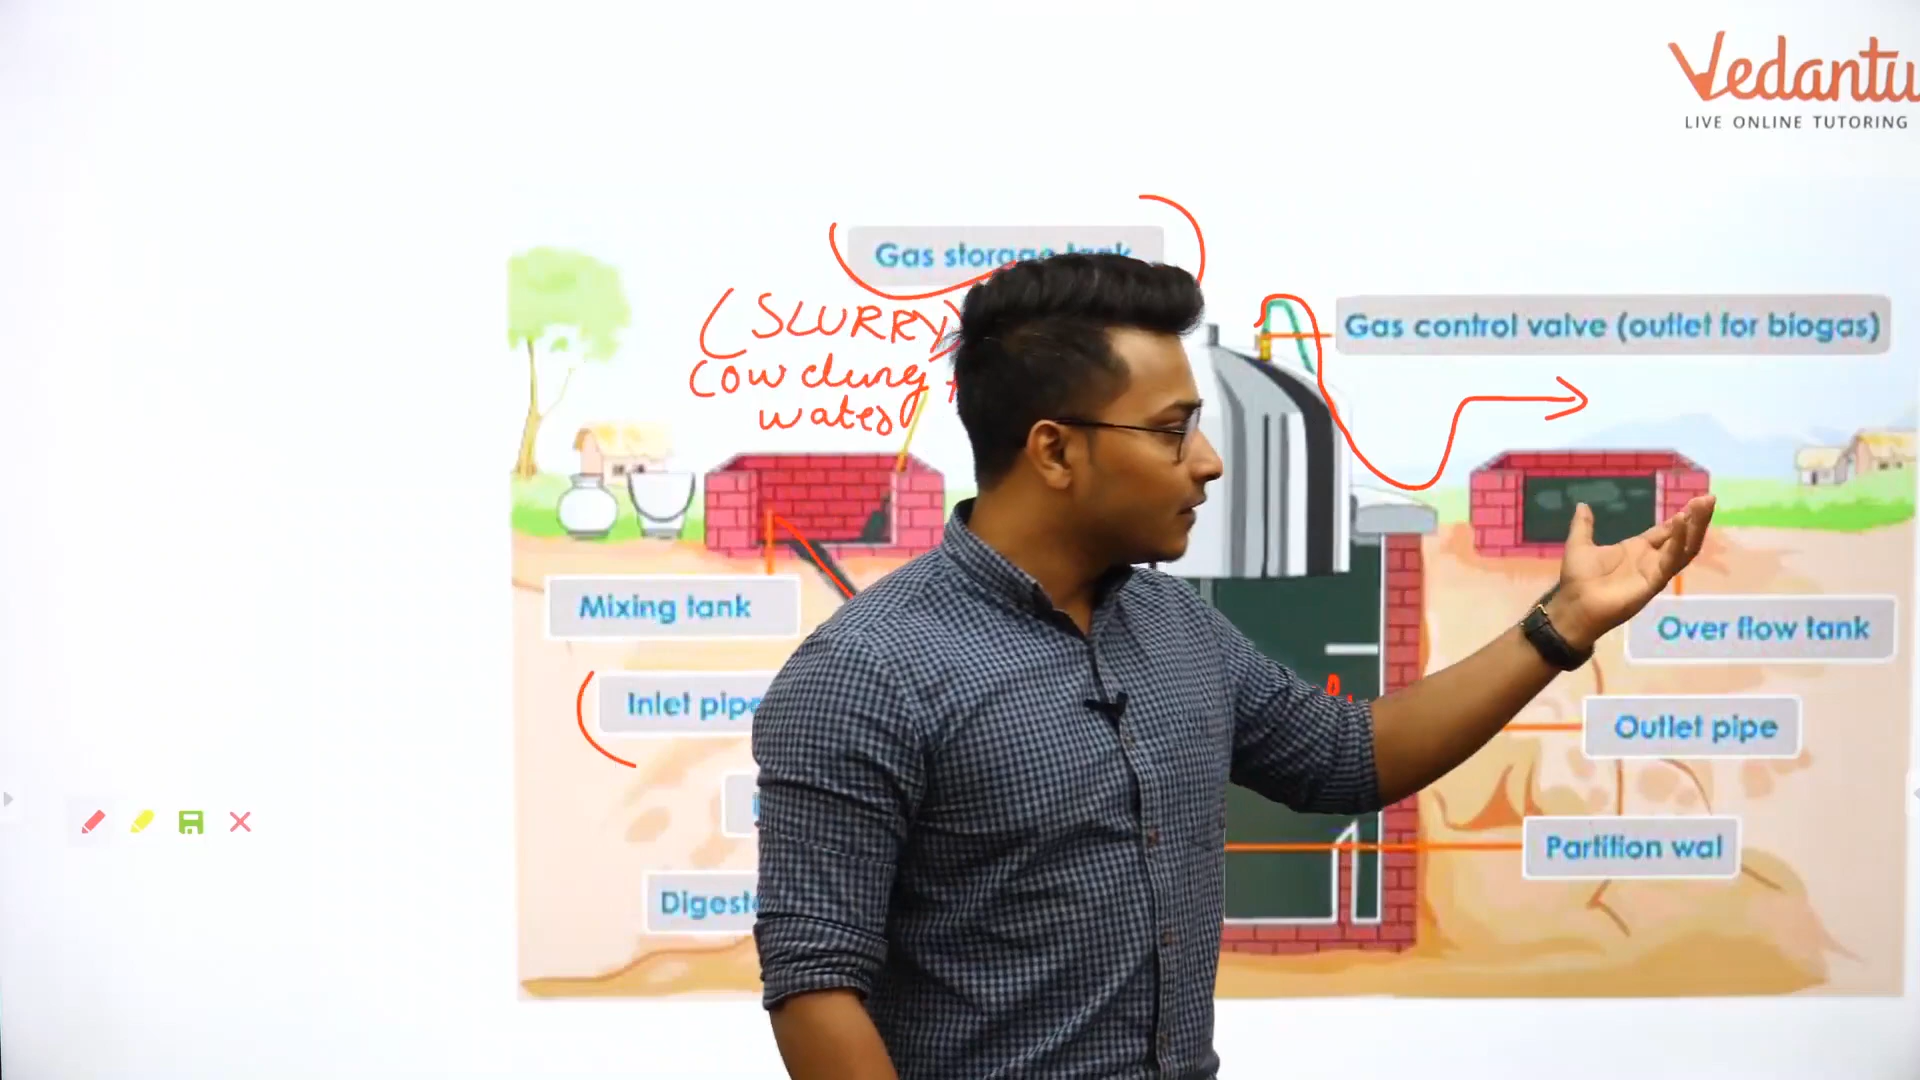 Vedantu
LIVE ONLINE TUTORING
Gas storage tank
(SLURRY)
Gas control valve (outlet for biogas)
Cow dung +
water
Mixing tank
Over flow tank
Inlet pipe
Outlet pipe
Partition wal